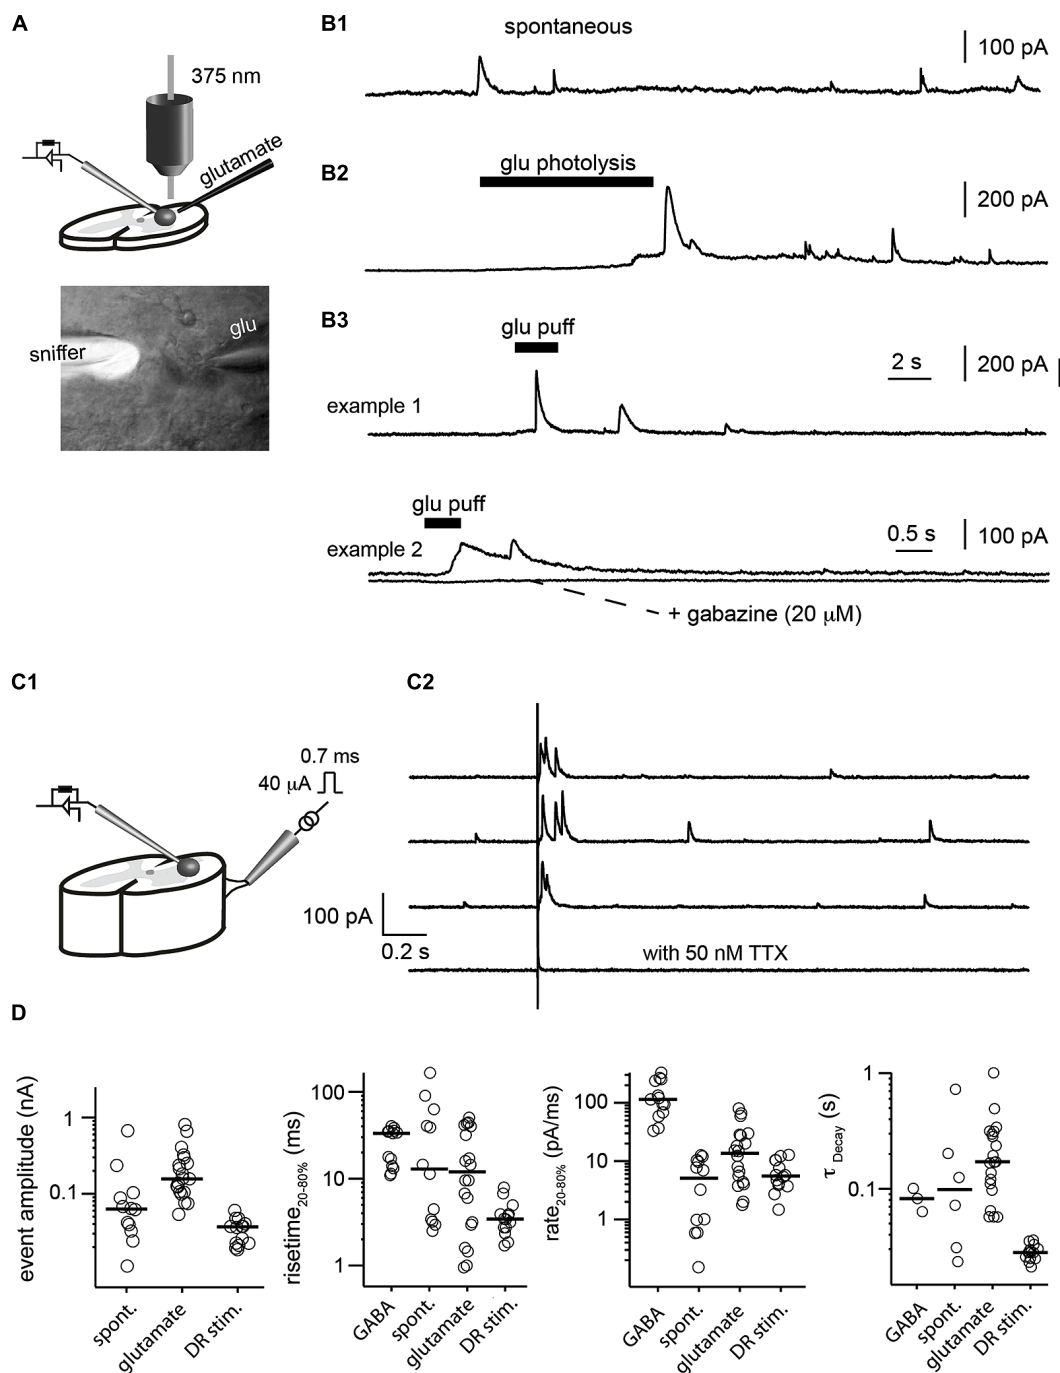 A
375 nm
glutamate
sniffer
glu
B1
spontaneous
100 pA
B2
glu photolysis
200 pA
B3
glu puff
2 s
200 pA
example 1
glu puff
0.5 s
100 pA
example 2
+ gabazine (20 μM)
C1
0.7 ms
40 μA
C2
100 pA
0.2 s
with 50 nM TTX
D
event amplitude (nA)
1
0.1
spont.
glutamate
DR stim.
risetime20-80% (ms)
100
10
1
GABA
spont.
glutamate
DR stim.
rate20-80% (pA/ms)
100
10
1
GABA
spont.
glutamate
DR stim.
τ Decay (s)
1
0.1
GABA
spont.
glutamate
DR stim.